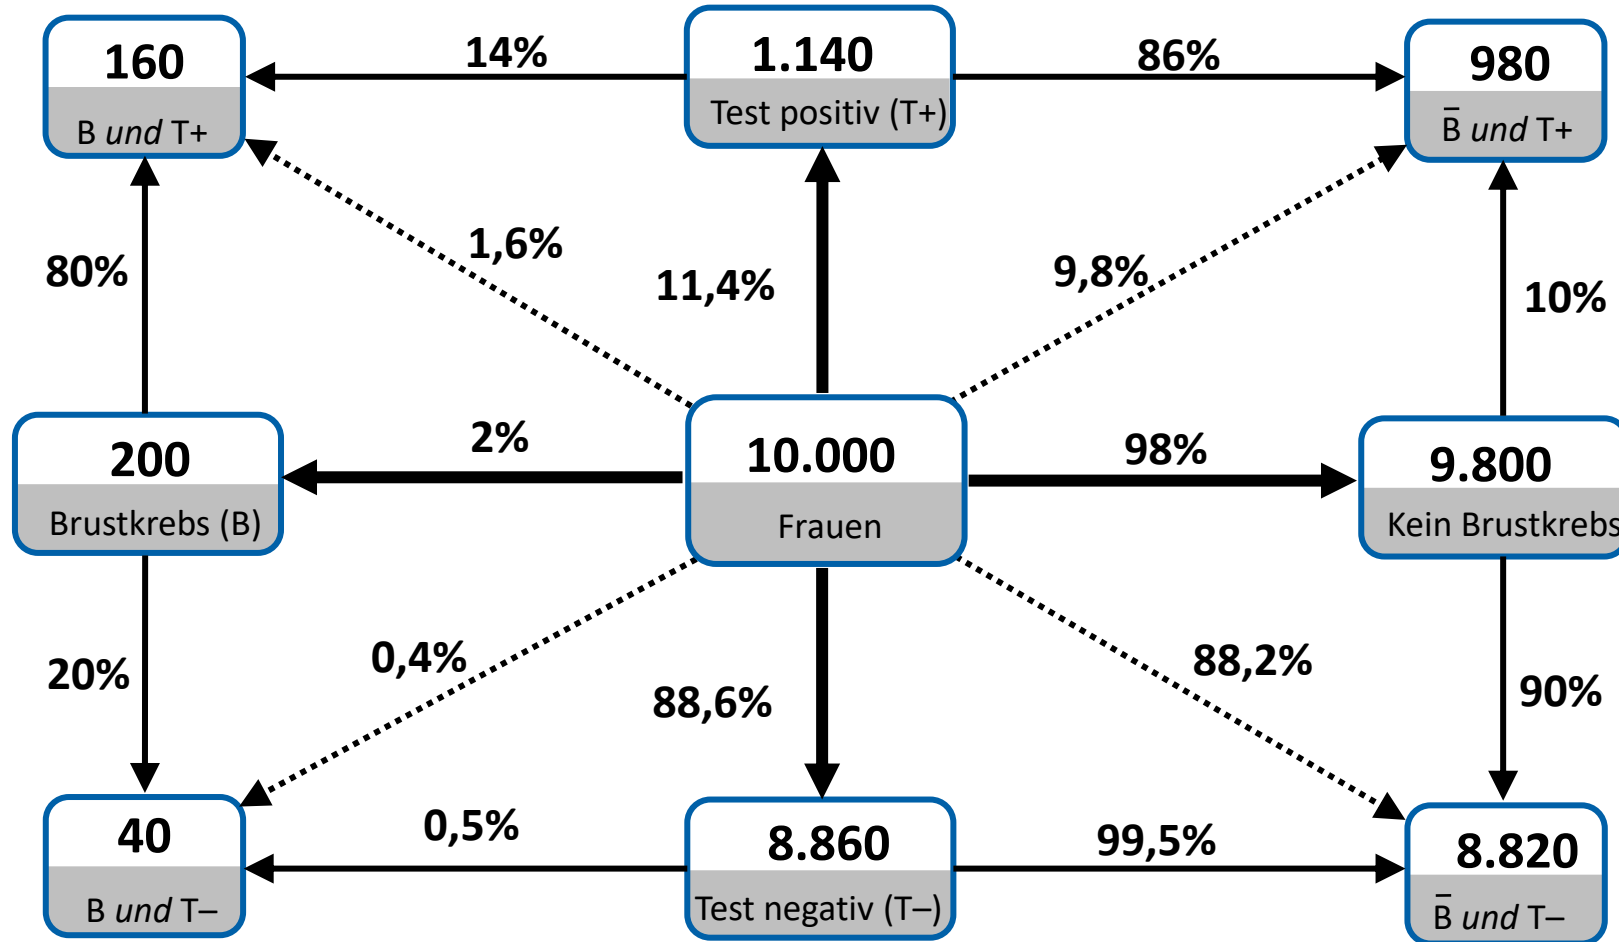 160
B und T+
14%
1.140
Test positiv (T+)
86%
980
B̄ und T+
80%
1,6%
11,4%
9,8%
10%
200
Brustkrebs (B)
2%
10.000
Frauen
98%
9.800
Kein Brustkrebs
20%
0,4%
88,6%
88,2%
90%
40
B und T–
0,5%
8.860
Test negativ (T–)
99,5%
8.820
B̄ und T–